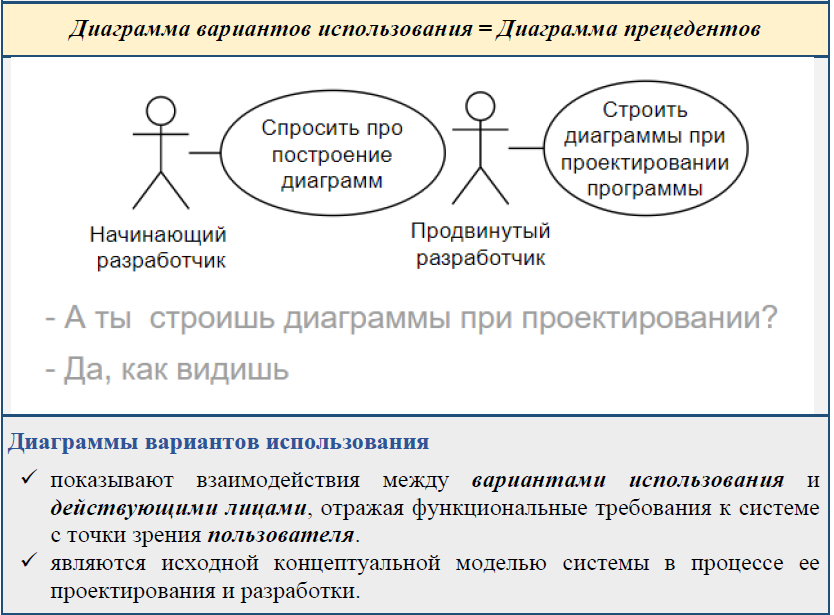 Диаграмма вариантов использования = Диаграмма прецедентов
Спросить про
построение
диаграмм
Начинающий
разработчик
Строить
диаграммы при
проектировании
программы
Продвинутый
разработчик
- А ты строишь диаграммы при проектировании?
- Да, как видишь
Диаграммы вариантов использования
✓ показывают взаимодействия между вариантами использования и
действующими лицами, отражая функциональные требования к системе
с точки зрения пользователя.
✓ являются исходной концептуальной моделью системы в процессе ее
проектирования и разработки.